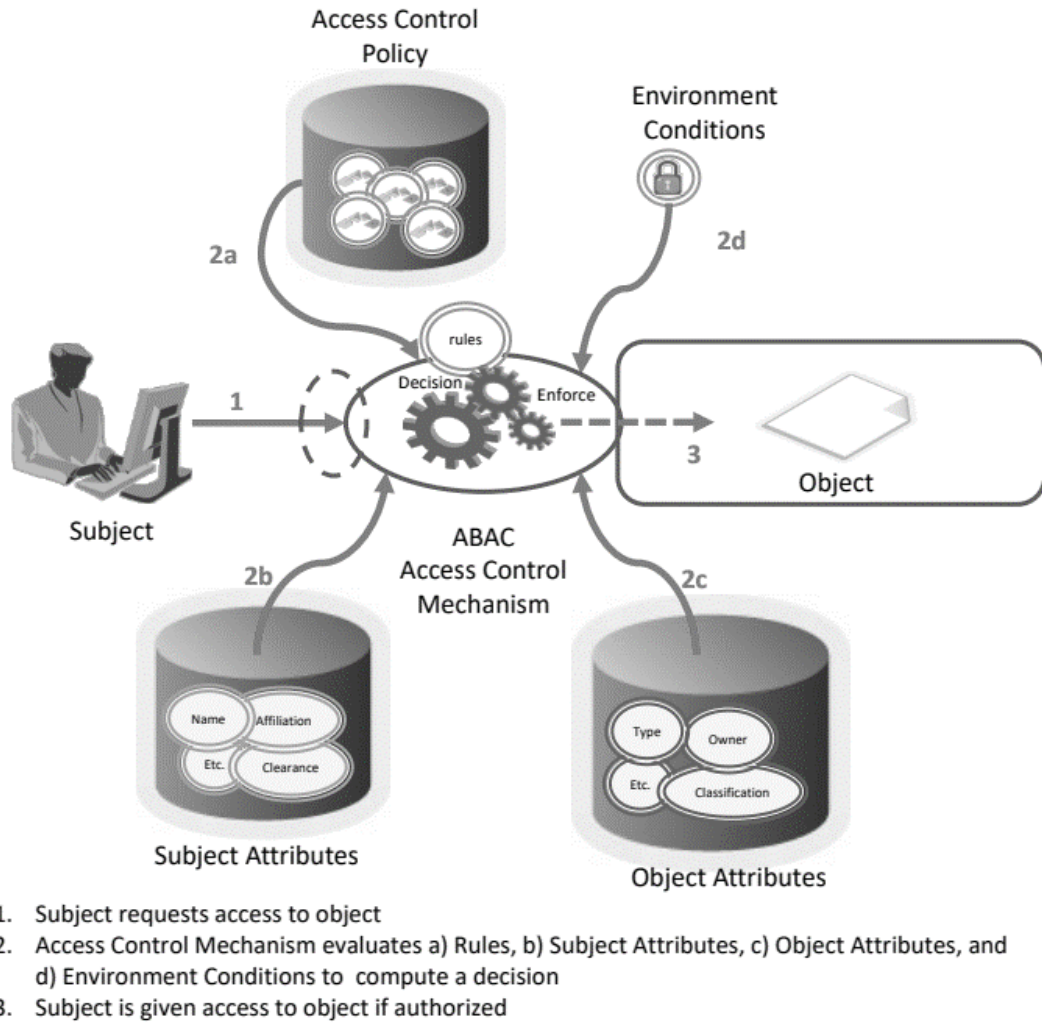 Access Control
Policy
Environment
Conditions
2a
2d
rules
Decision
Enforce
1
3
Subject
Object
ABAC
Access Control
Mechanism
2b
2c
Name
Affiliation
Etc.
Clearance
Type
Owner
Etc.
Classification
Subject Attributes
Object Attributes
1. Subject requests access to object
2. Access Control Mechanism evaluates a) Rules, b) Subject Attributes, c) Object Attributes, and
d) Environment Conditions to compute a decision
3. Subject is given access to object if authorized